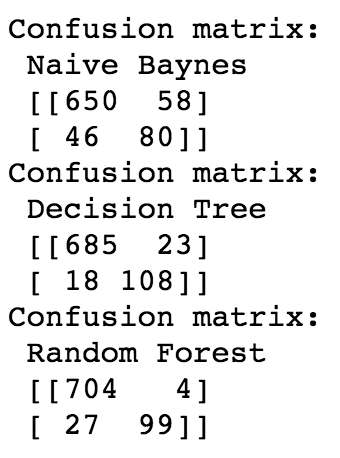 Confusion matrix:
 Naive Baynes
 [[650  58]
 [ 46  80]]
Confusion matrix:
 Decision Tree
 [[685  23]
 [ 18 108]]
Confusion matrix:
 Random Forest
 [[704   4]
 [ 27  99]]